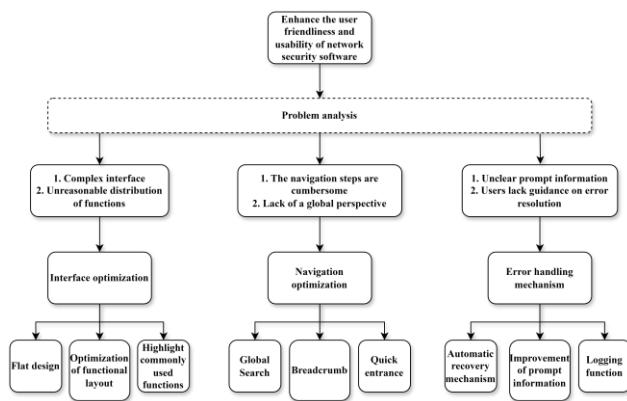 Enhance the user
friendliness and
usability of network
security software
Problem analysis
1. Complex interface
2. Unreasonable distribution
of functions
1. The navigation steps are
cumbersome
2. Lack of a global perspective
1. Unclear prompt information
2. Users lack guidance on error
resolution
Interface optimization
Navigation
optimization
Error handling
mechanism
Flat design
Optimization
of functional
layout
Highlight
commonly
used
functions
Global
Search
Breadcrumb
Quick
entrance
Automatic
recovery
mechanism
Improvement
of prompt
information
Logging
function